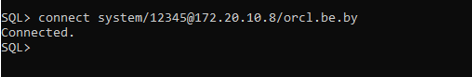 SQL> connect system/12345@172.20.10.8/orcl.be.by
Connected.
SQL>